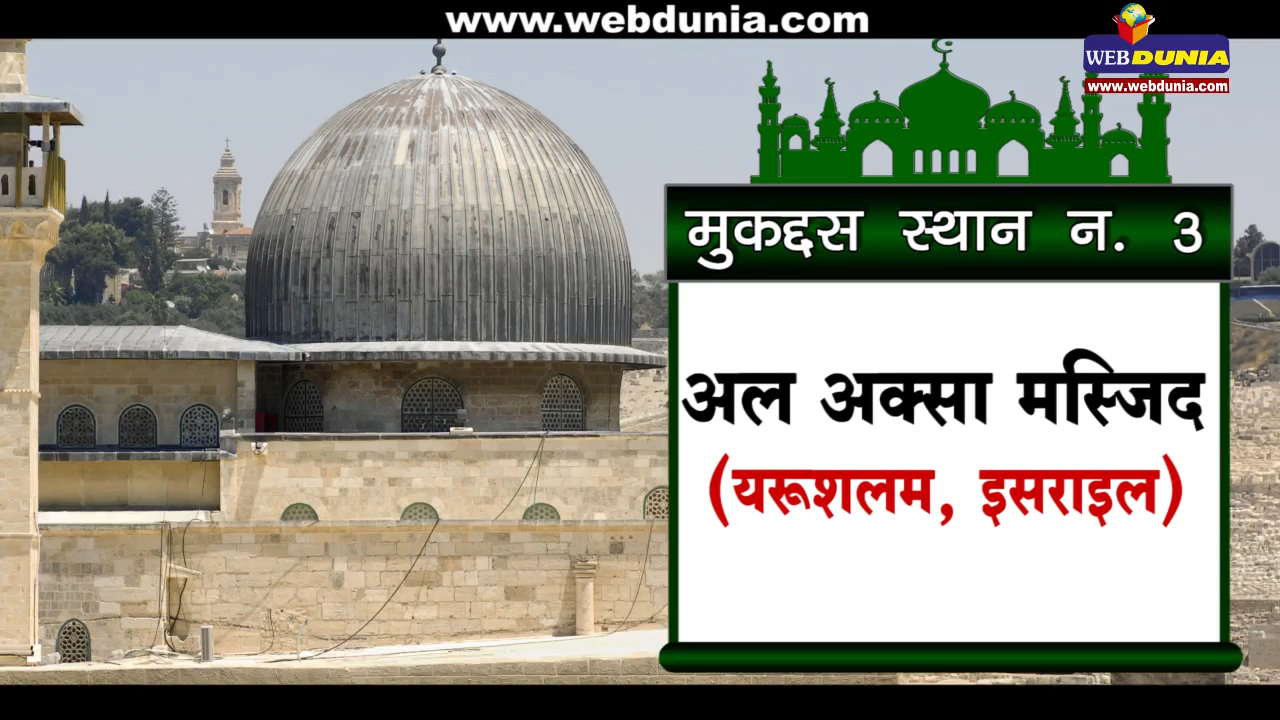 www.webdunia.com
WEBDUNIA
www.webdunia.com
मुकद्दस स्थान न. 3
अल अक्सा मस्जिद
(यरूशलम, इसराइल)